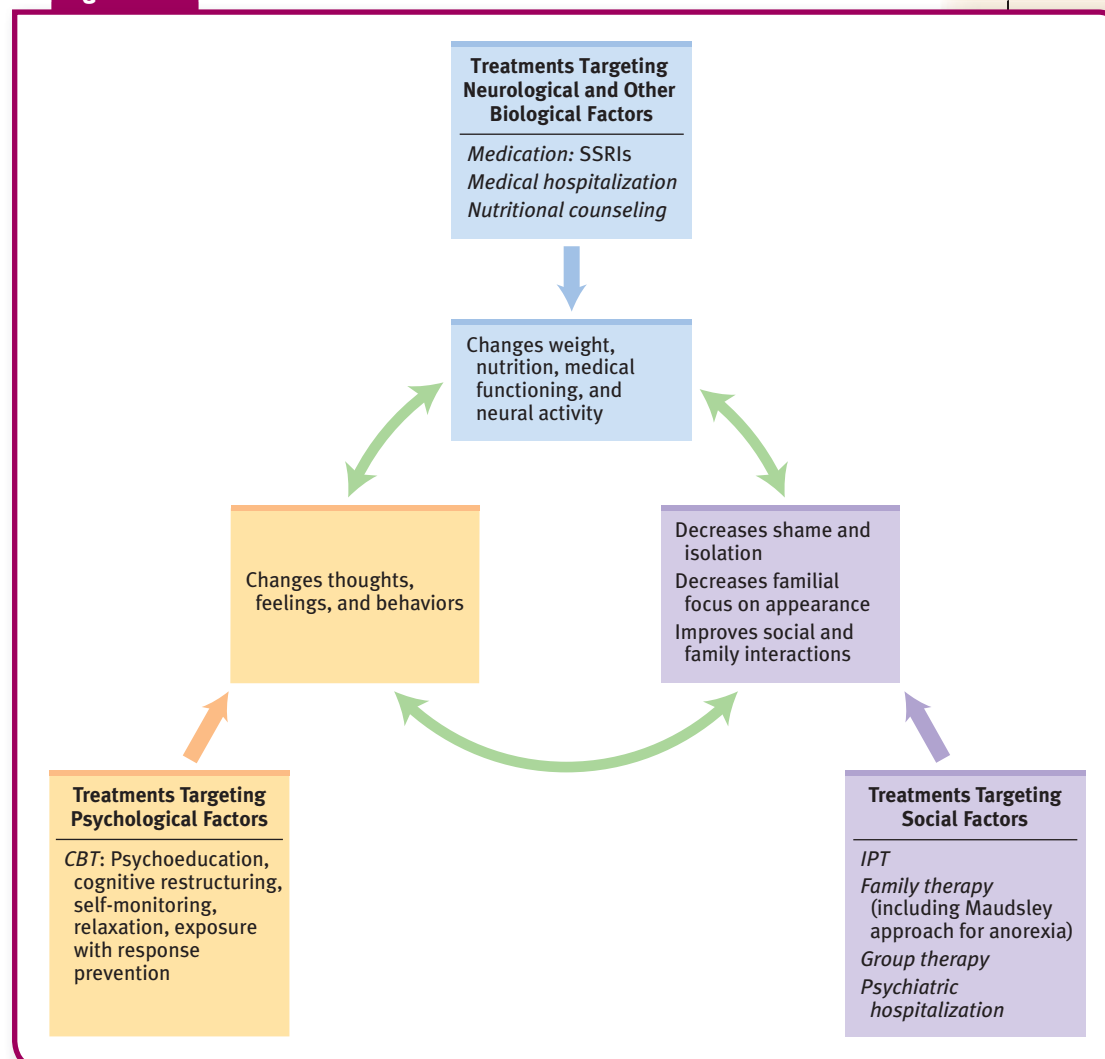 Treatments Targeting
Neurological and Other
Biological Factors
Medication: SSRIs
Medical hospitalization
Nutritional counseling
Changes weight,
nutrition, medical
functioning, and
neural activity
Changes thoughts,
feelings, and behaviors
Decreases shame and
isolation
Decreases familial
focus on appearance
Improves social and
family interactions
Treatments Targeting
Psychological Factors
CBT: Psychoeducation,
cognitive restructuring,
self-monitoring,
relaxation, exposure
with response
prevention
Treatments Targeting
Social Factors
IPT
Family therapy
(including Maudsley
approach for anorexia)
Group therapy
Psychiatric
hospitalization